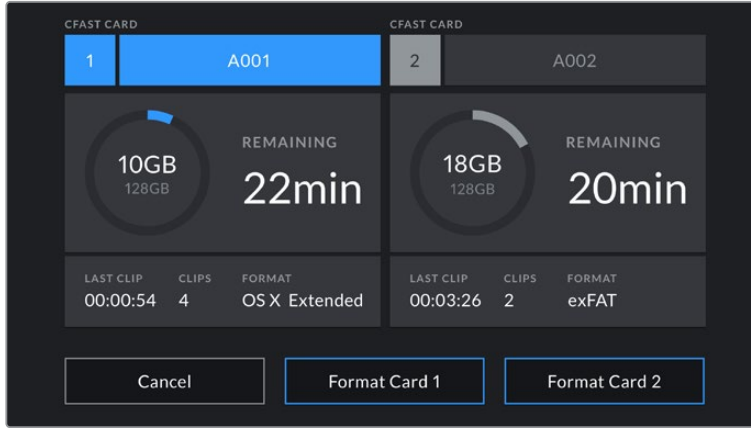 CFAST CARD
1 A001
10GB
128GB
REMAINING
22min
LAST CLIP CLIPS FORMAT
00:00:54 4 OS X Extended
CFAST CARD
2 A002
18GB
128GB
REMAINING
20min
LAST CLIP CLIPS FORMAT
00:03:26 2 exFAT
Cancel Format Card 1 Format Card 2